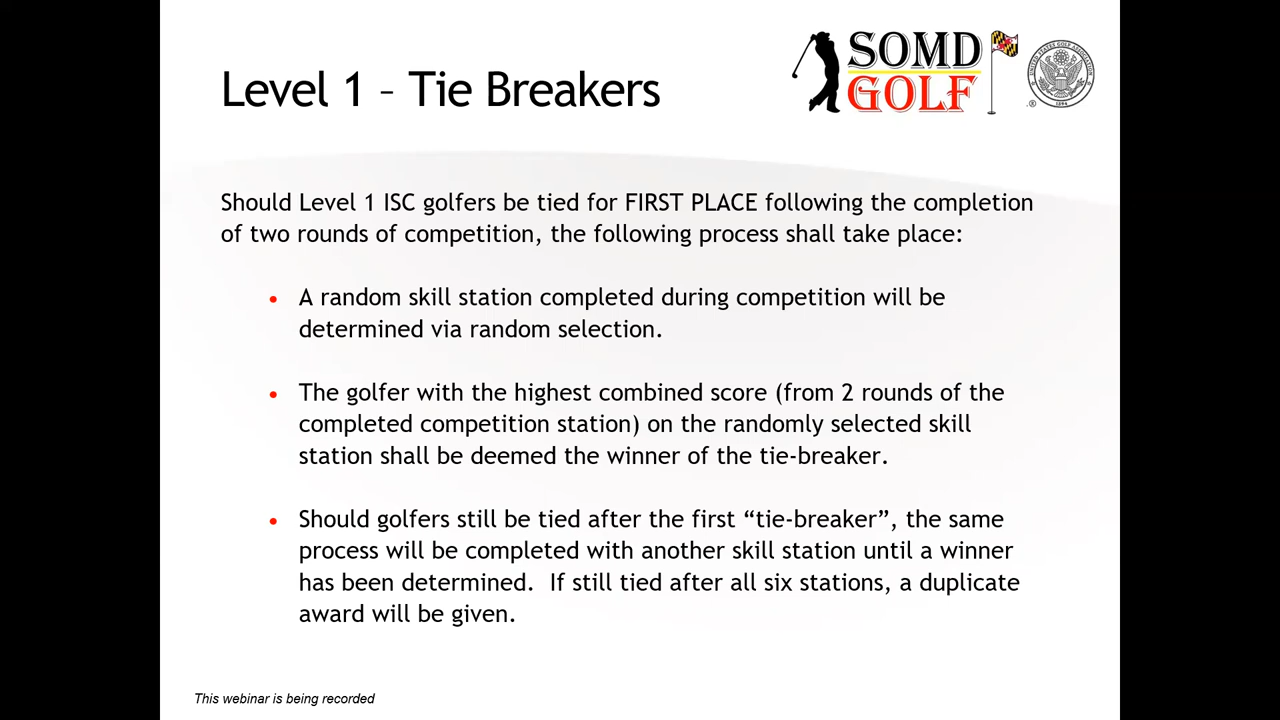 Level 1 – Tie Breakers
SOMD
GOLF
UNITED STATES GOLF ASSOCIATION
1894
®
Should Level 1 ISC golfers be tied for FIRST PLACE following the completion
of two rounds of competition, the following process shall take place:
• A random skill station completed during competition will be
determined via random selection.
• The golfer with the highest combined score (from 2 rounds of the
completed competition station) on the randomly selected skill
station shall be deemed the winner of the tie-breaker.
• Should golfers still be tied after the first “tie-breaker”, the same
process will be completed with another skill station until a winner
has been determined.  If still tied after all six stations, a duplicate
award will be given.
This webinar is being recorded